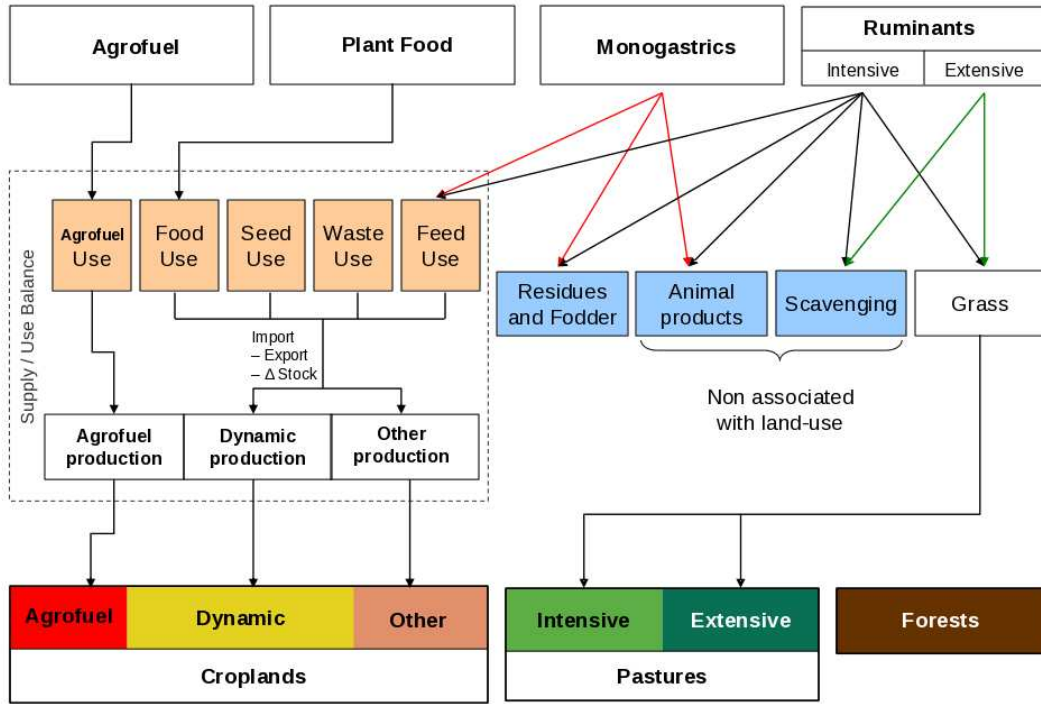 Agrofuel
Plant Food
Monogastrics
Ruminants
Intensive
Extensive
Supply / Use Balance
Agrofuel
Use
Food
Use
Seed
Use
Waste
Use
Feed
Use
Residues
and Fodder
Animal
products
Scavenging
Grass
Import
– Export
– Δ Stock
Non associated
with land-use
Agrofuel
production
Dynamic
production
Other
production
Agrofuel
Dynamic
Other
Croplands
Intensive
Extensive
Pastures
Forests